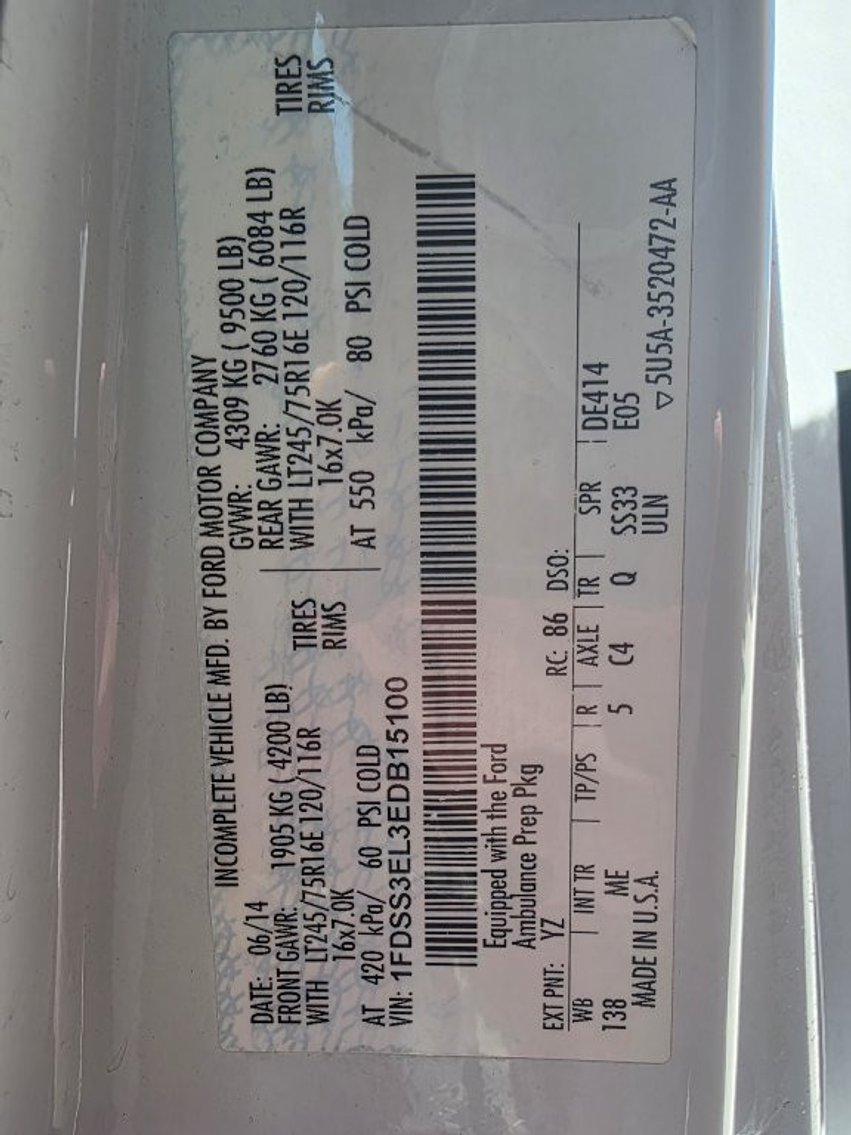 INCOMPLETE VEHICLE MFD. BY FORD MOTOR COMPANY
DATE: 06/14 GVWR: 4309 KG ( 9500 LB)
FRONT GAWR: 1905 KG ( 4200 LB) REAR GAWR: 2760 KG ( 6084 LB)
WITH LT245/75R16E 120/116R TIRES WITH LT245/75R16E 120/116R TIRES
16x7.0K RIMS 16x7.0K RIMS
AT 420 kPa/ 60 PSI COLD AT 550 kPa/ 80 PSI COLD
VIN: 1FDSS3EL3EDB15100
Equipped with the Ford
Ambulance Prep Pkg
EXT PNT: YZ RC: 86 DSO:
WB | INT TR | TP/PS | R | AXLE | TR | SPR | DE414
138 ME 5 C4 Q SS33 E05
MADE IN U.S.A. ULN
▽5U5A-3520472-AA